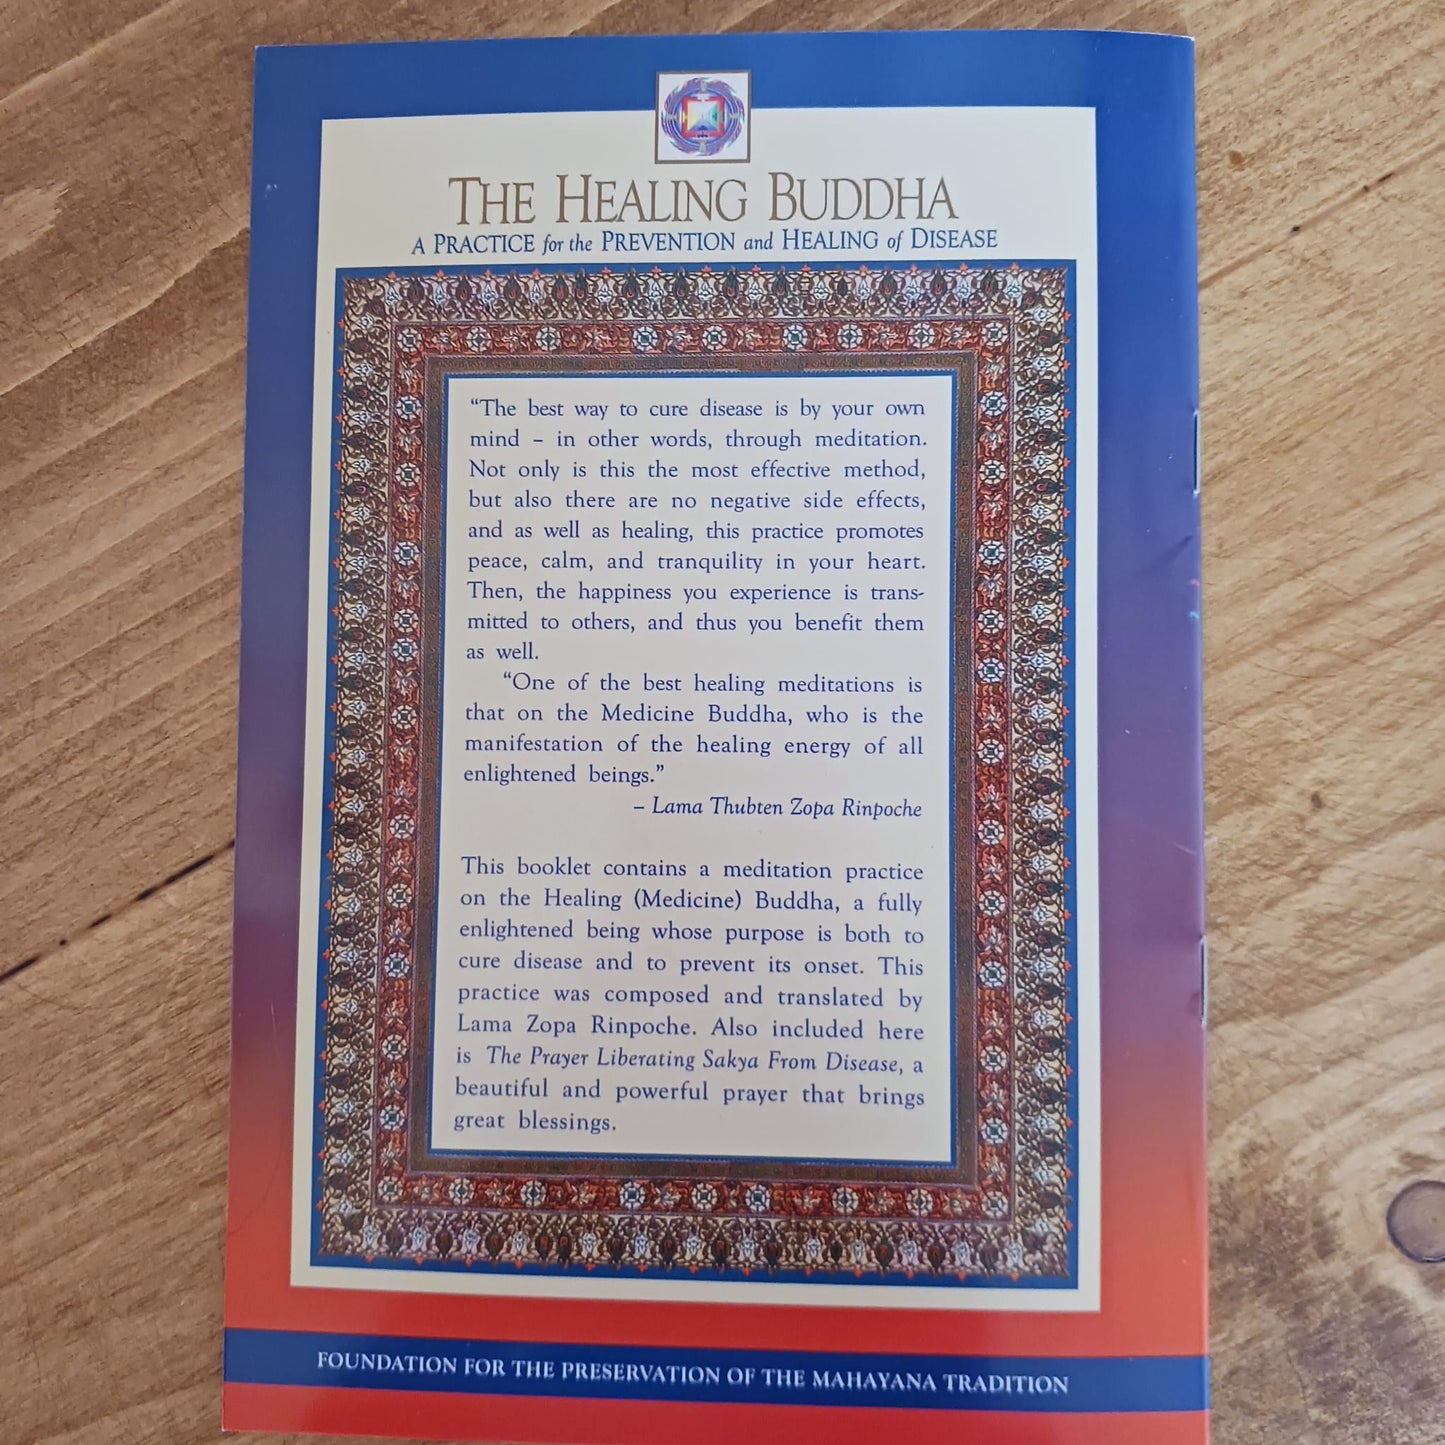 THE HEALING BUDDHA
A PRACTICE for the PREVENTION and HEALING of DISEASE
“The best way to cure disease is by your own
mind – in other words, through meditation.
Not only is this the most effective method,
but also there are no negative side effects,
and as well as healing, this practice promotes
peace, calm, and tranquility in your heart.
Then, the happiness you experience is trans-
mitted to others, and thus you benefit them
as well.
“One of the best healing meditations is
that on the Medicine Buddha, who is the
manifestation of the healing energy of all
enlightened beings.”
– Lama Thubten Zopa Rinpoche
This booklet contains a meditation practice
on the Healing (Medicine) Buddha, a fully
enlightened being whose purpose is both to
cure disease and to prevent its onset. This
practice was composed and translated by
Lama Zopa Rinpoche. Also included here
is The Prayer Liberating Sakya From Disease, a
beautiful and powerful prayer that brings
great blessings.
FOUNDATION FOR THE PRESERVATION OF THE MAHAYANA TRADITION